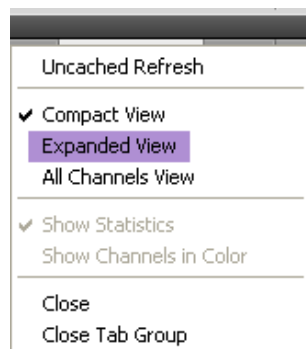 Uncached Refresh
Compact View
Expanded View
All Channels View
Show Statistics
Show Channels in Color
Close
Close Tab Group